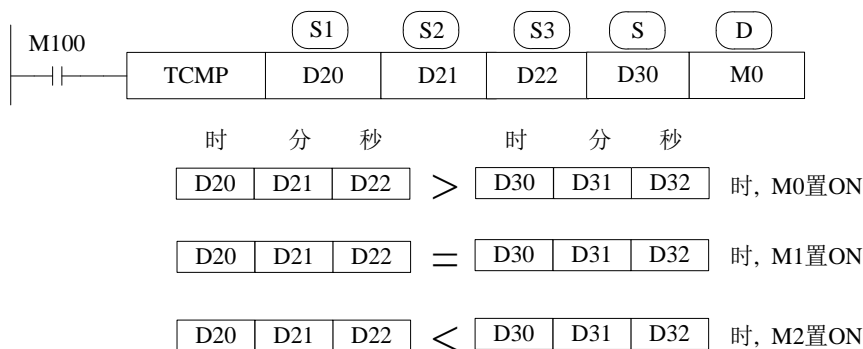 S1 S2 S3 S D
M100
TCMP D20 D21 D22 D30 M0
时 分 秒 时 分 秒
D20 D21 D22 > D30 D31 D32 时, M0置ON
D20 D21 D22 = D30 D31 D32 时, M1置ON
D20 D21 D22 < D30 D31 D32 时, M2置ON